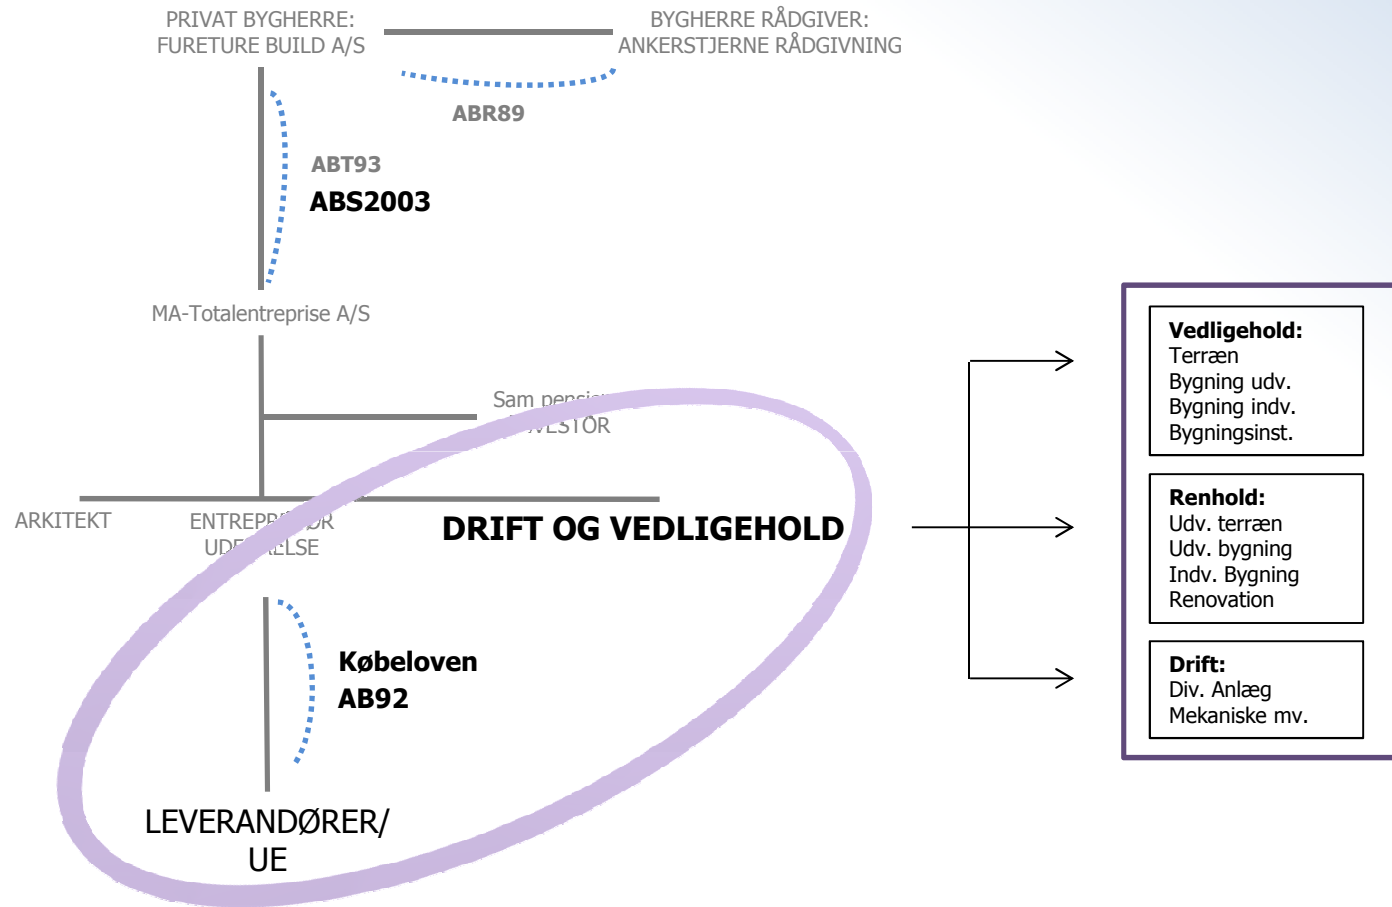 PRIVAT BYGHERRE:
FURETURE BUILD A/S
BYGHERRE RÅDGIVER:
ANKERSTJERNE RÅDGIVNING
ABR89
ABT93
ABS2003
MA-Totalentreprise A/S
Sam
ARKITEKT
DRIFT OG VEDLIGEHOLD
Købeloven
AB92
LEVERANDØRER/
UE
Vedligehold:
Terræn
Bygning udv.
Bygning indv.
Bygningsinst.
Renhold:
Udv. terræn
Udv. bygning
Indv. Bygning
Renovation
Drift:
Div. Anlæg
Mekaniske mv.